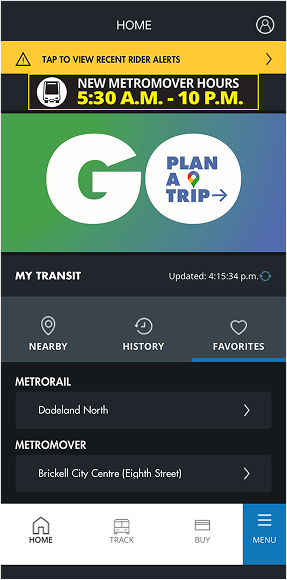 HOME
TAP TO VIEW RECENT RIDER ALERTS
NEW METROMOVER HOURS
5:30 A.M. - 10 P.M.
GO
PLAN
A
TRIP
MY TRANSIT
Updated: 4:15:34 p.m.
NEARBY
HISTORY
FAVORITES
METRORAIL
Dadeland North
METROMOVER
Brickell City Centre (Eighth Street)
HOME
TRACK
BUY
MENU